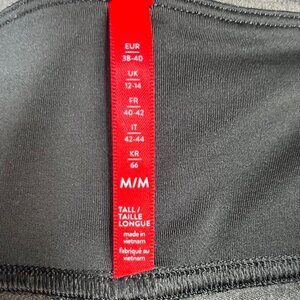 EUR
38-40
UK
12-14
FR
40-42
IT
42-44
KR
66
M/M
TALL /
TAILLE
LONGUE
made in
vietnam
fabriqué au
vietnam